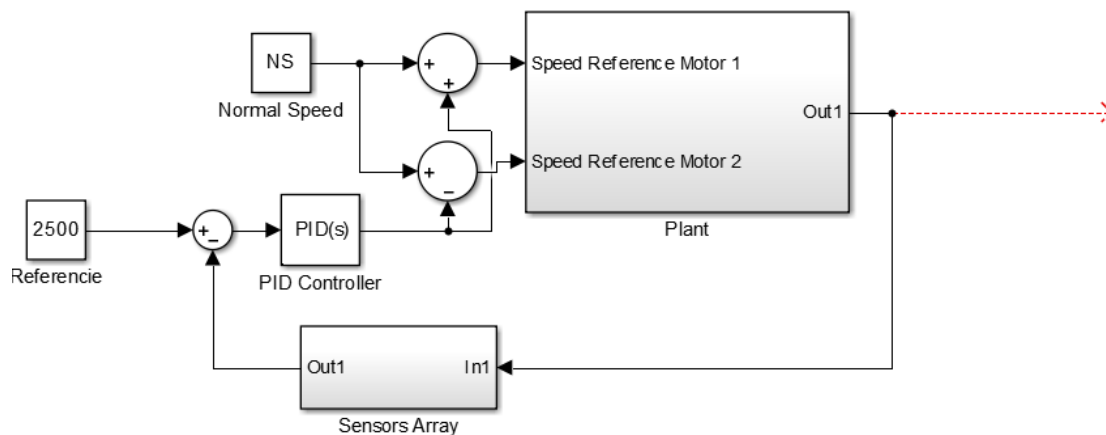 NS
Normal Speed
+
+
Speed Reference Motor 1
Out1
+
−
Speed Reference Motor 2
Plant
2500
Referencie
+
−
PID(s)
PID Controller
Out1
In1
Sensors Array